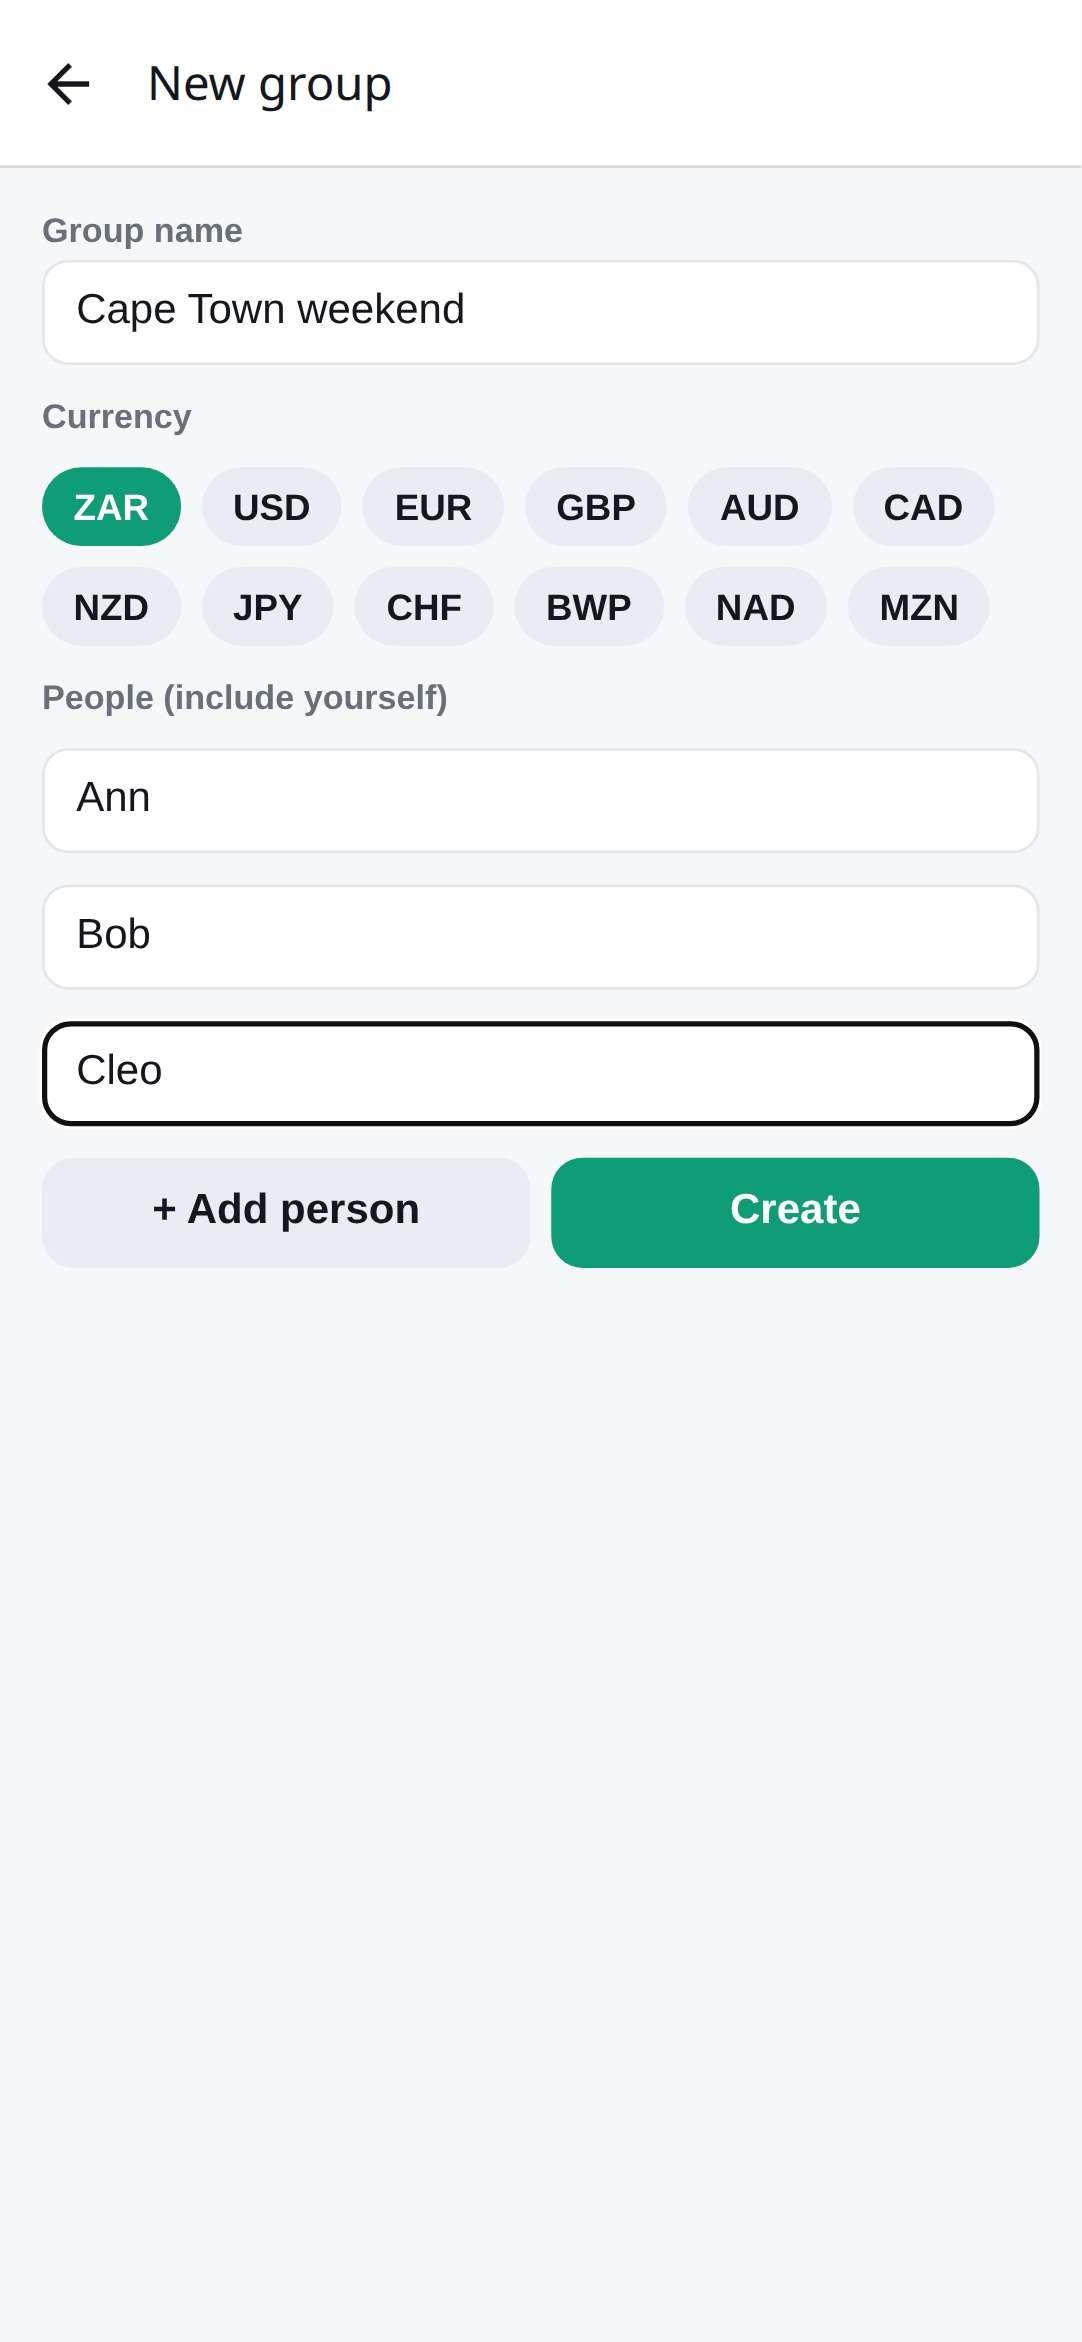 New group
Group name
Cape Town weekend
Currency
ZAR USD EUR GBP AUD CAD
NZD JPY CHF BWP NAD MZN
People (include yourself)
Ann
Bob
Cleo
+ Add person Create